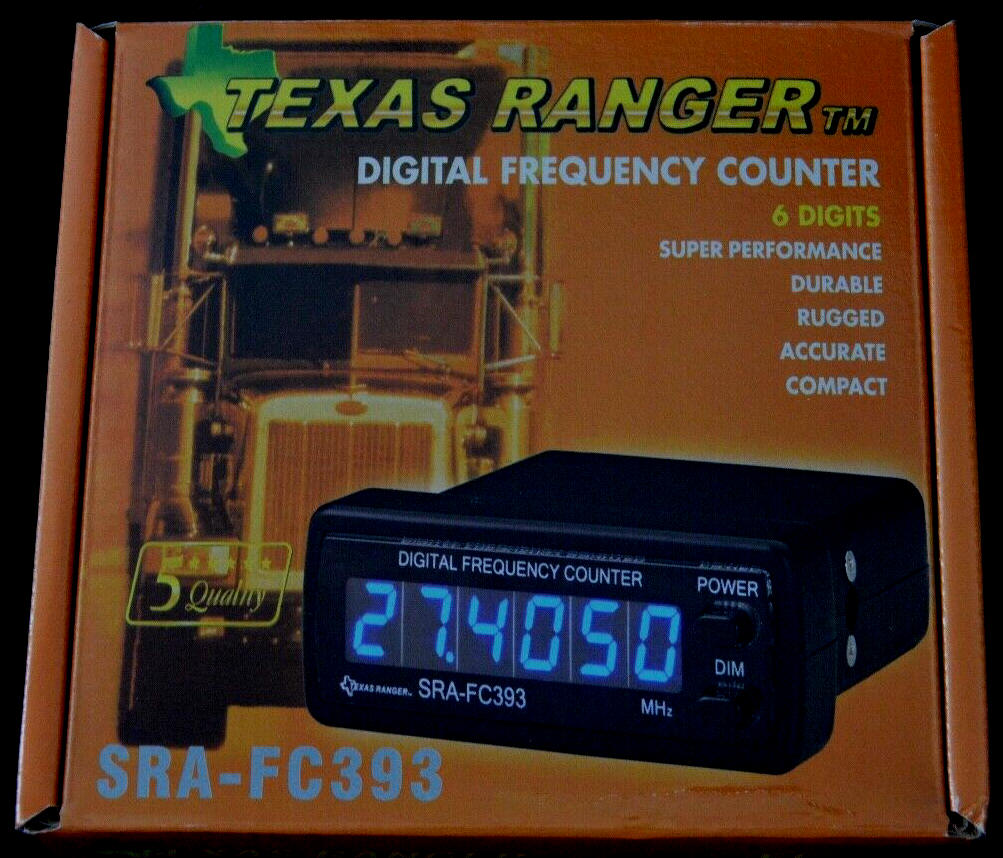 TEXAS RANGER TM
DIGITAL FREQUENCY COUNTER
6 DIGITS
SUPER PERFORMANCE
DURABLE
RUGGED
ACCURATE
COMPACT
5 Quality
DIGITAL FREQUENCY COUNTER
POWER
27.4050
DIM
TEXAS RANGER
SRA-FC393
MHz
SRA-FC393